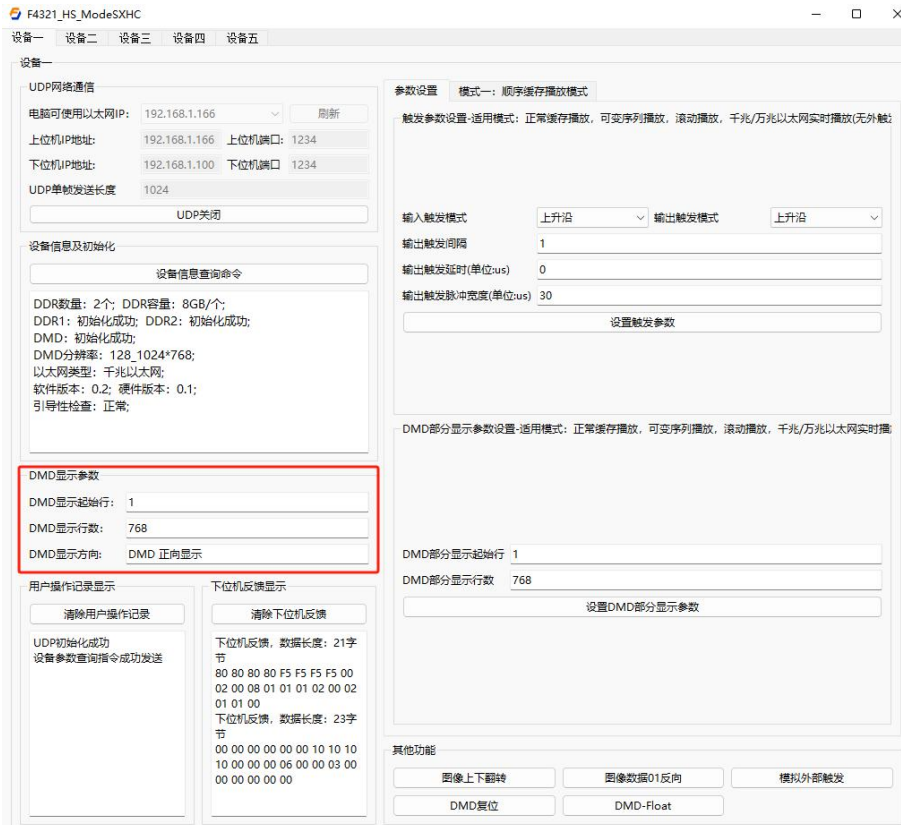 F4321_HS_ModeSXHC
设备一 设备二 设备三 设备四 设备五
设备一
UDP网络通信
电脑可使用以太网IP: 192.168.1.166 刷新
上位机IP地址: 192.168.1.166 上位机端口: 1234
下位机IP地址: 192.168.1.100 下位机端口 1234
UDP单帧发送长度 1024
UDP关闭
设备信息及初始化
设备信息查询命令
DDR数量: 2个; DDR容量: 8GB/个;
DDR1: 初始化成功; DDR2: 初始化成功;
DMD: 初始化成功;
DMD分辨率: 128_1024*768;
以太网类型: 千兆以太网;
软件版本: 0.2; 硬件版本: 0.1;
引导性检查: 正常;
DMD显示参数
DMD显示起始行: 1
DMD显示行数: 768
DMD显示方向: DMD 正向显示
用户操作记录显示
清除用户操作记录
UDP初始化成功
设备参数查询指令成功发送
下位机反馈显示
清除下位机反馈
下位机反馈, 数据长度: 21字
节
80 80 80 80 F5 F5 F5 F5 00
02 00 08 01 01 01 02 00 02
01 01 00
下位机反馈, 数据长度: 23字
节
00 00 00 00 00 00 10 10 10
10 00 00 00 06 00 00 03 00
00 00 00 00 00
参数设置 模式一: 顺序缓存播放模式
触发参数设置-适用模式: 正常缓存播放, 可变序列播放, 滚动播放, 千兆/万兆以太网实时播放(无外触发
输入触发模式 上升沿 输出触发模式 上升沿
输出触发间隔 1
输出触发延时(单位:us) 0
输出触发脉冲宽度(单位:us) 30
设置触发参数
DMD部分显示参数设置-适用模式: 正常缓存播放, 可变序列播放, 滚动播放, 千兆/万兆以太网实时播
DMD部分显示起始行 1
DMD部分显示行数 768
设置DMD部分显示参数
其他功能
图像上下翻转 图像数据01反向 模拟外部触发
DMD复位 DMD-Float